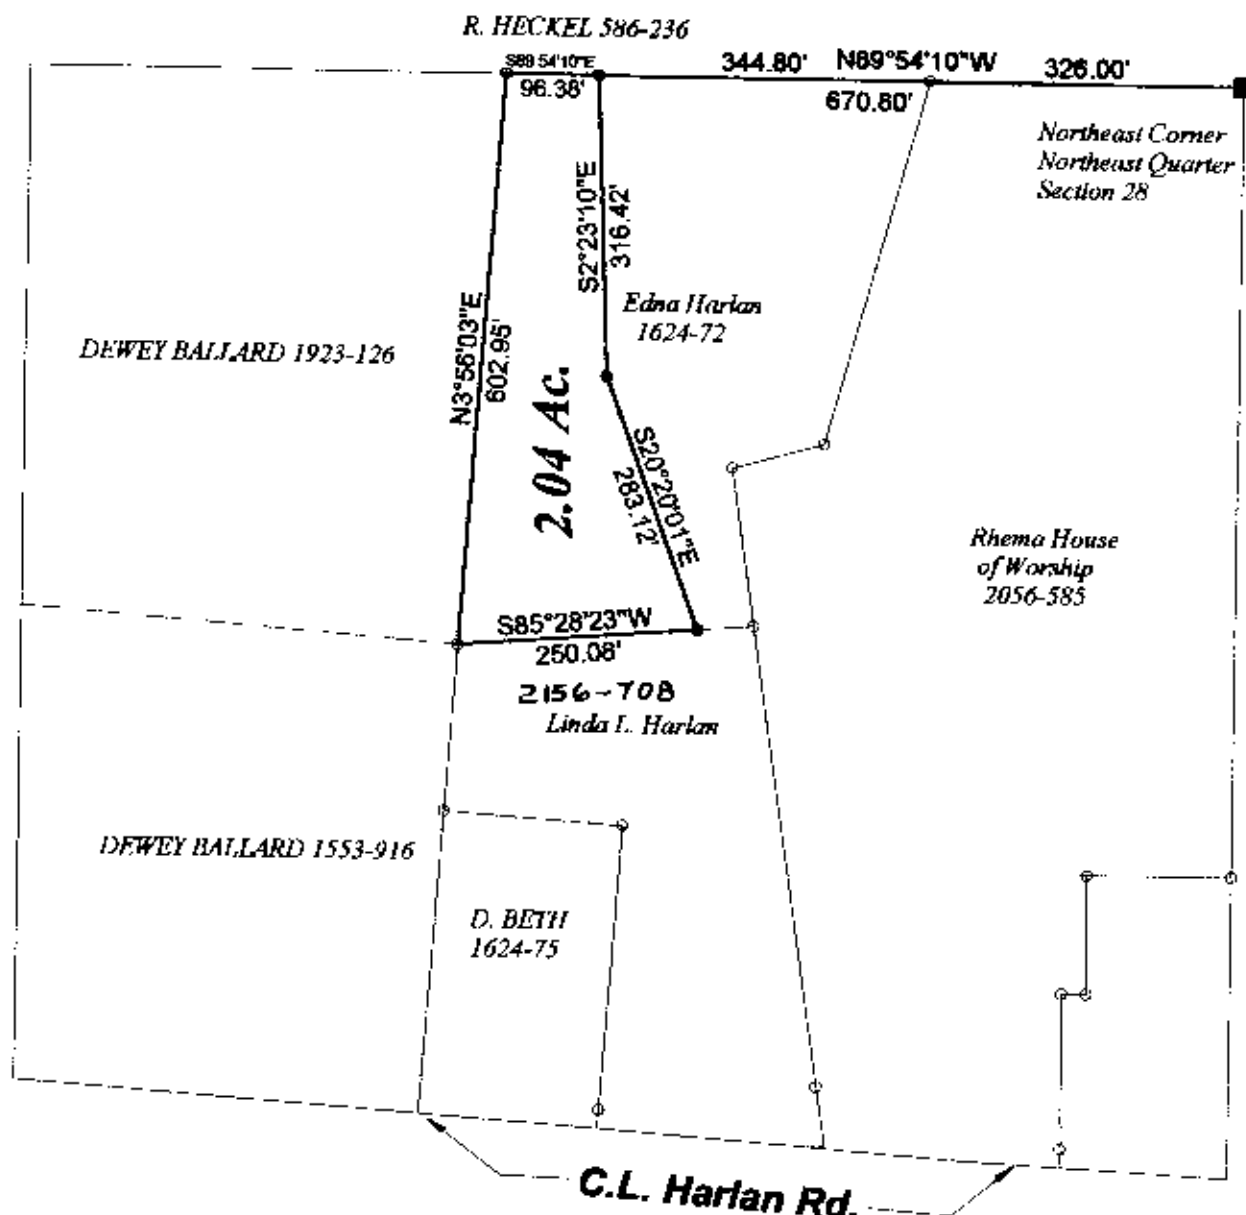 R. HECKEL 586-236
S89 54'10"E
96.38'
344.80'
N89°54'10"W
326.00'
670.80'
Northeast Corner
Northeast Quarter
Section 28
S2°23'10"E
316.42'
Edna Harlan
1624-72
DEWEY BALLARD 1923-126
N3°56'03"E
602.95'
2.04 Ac.
S20°20'01"E
283.12'
Rhema House
of Worship
2056-585
S85°28'23"W
250.08'
2156-708
Linda L. Harlan
DEWEY BALLARD 1553-916
D. BETH
1624-75
C.L. Harlan Rd.